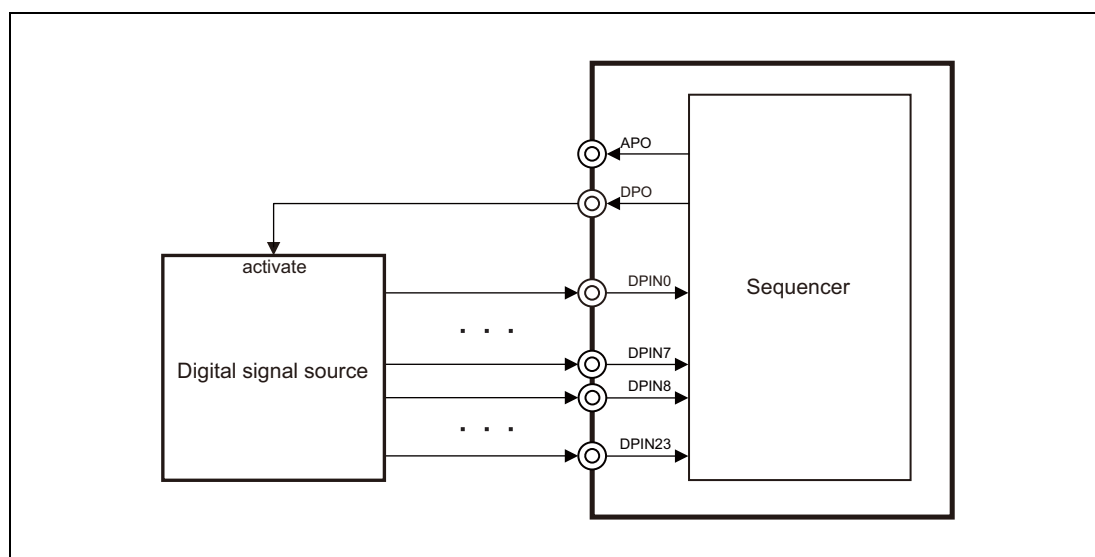 APO
DPO
activate
DPIN0
Sequencer
. . .
DPIN7
Digital signal source
DPIN8
. . .
DPIN23